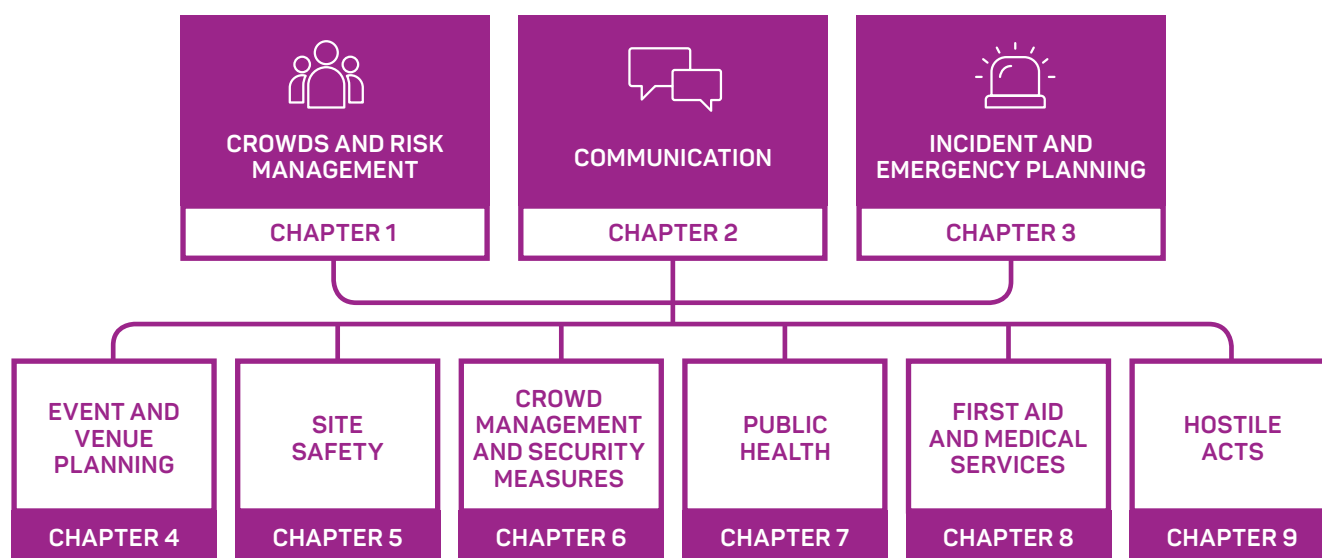 CROWDS AND RISK
MANAGEMENT
CHAPTER 1
COMMUNICATION
CHAPTER 2
INCIDENT AND
EMERGENCY PLANNING
CHAPTER 3
EVENT AND
VENUE
PLANNING
CHAPTER 4
SITE
SAFETY
CHAPTER 5
CROWD
MANAGEMENT
AND SECURITY
MEASURES
CHAPTER 6
PUBLIC
HEALTH
CHAPTER 7
FIRST AID
AND MEDICAL
SERVICES
CHAPTER 8
HOSTILE
ACTS
CHAPTER 9